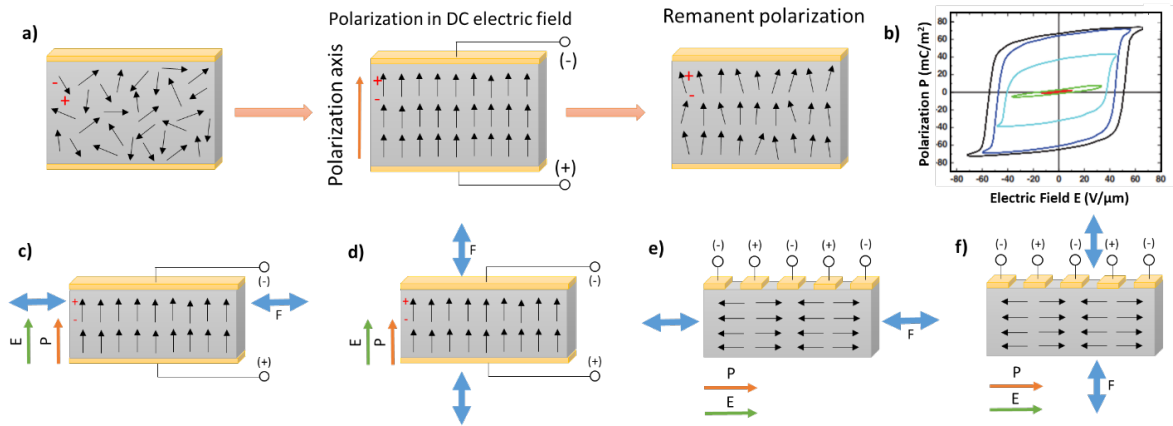 a)
Polarization in DC electric field
Remanent polarization
b)
(-)
Polarization axis
+
-
(+)
-
+
+
-
Polarization P (mC/m²)
80
60
40
20
0
-20
-40
-60
-80
-80 -60 -40 -20 0 20 40 60 80
Electric Field E (V/µm)
c)
(-)
+
-
F
E
P
(+)
d)
F
(-)
+
-
E
P
(+)
e)
(-) (+) (-) (+) (-)
F
P
E
f)
(-) (+) (-) (+) (-)
P
F
E